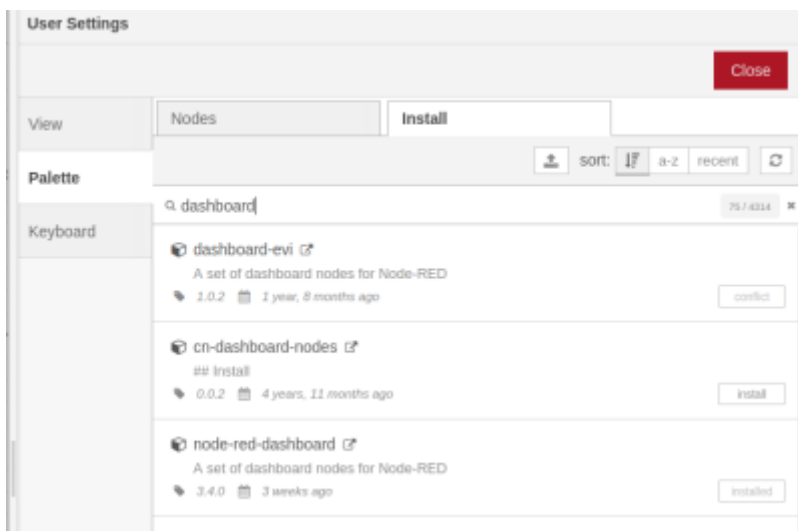 User Settings
Close
View
Palette
Keyboard
Nodes
Install
sort: a-z recent
dashboard
75 / 4314
dashboard-evi
A set of dashboard nodes for Node-RED
1.0.2 1 year, 8 months ago
conflict
cn-dashboard-nodes
## Install
0.0.2 4 years, 11 months ago
install
node-red-dashboard
A set of dashboard nodes for Node-RED
3.4.0 3 weeks ago
installed